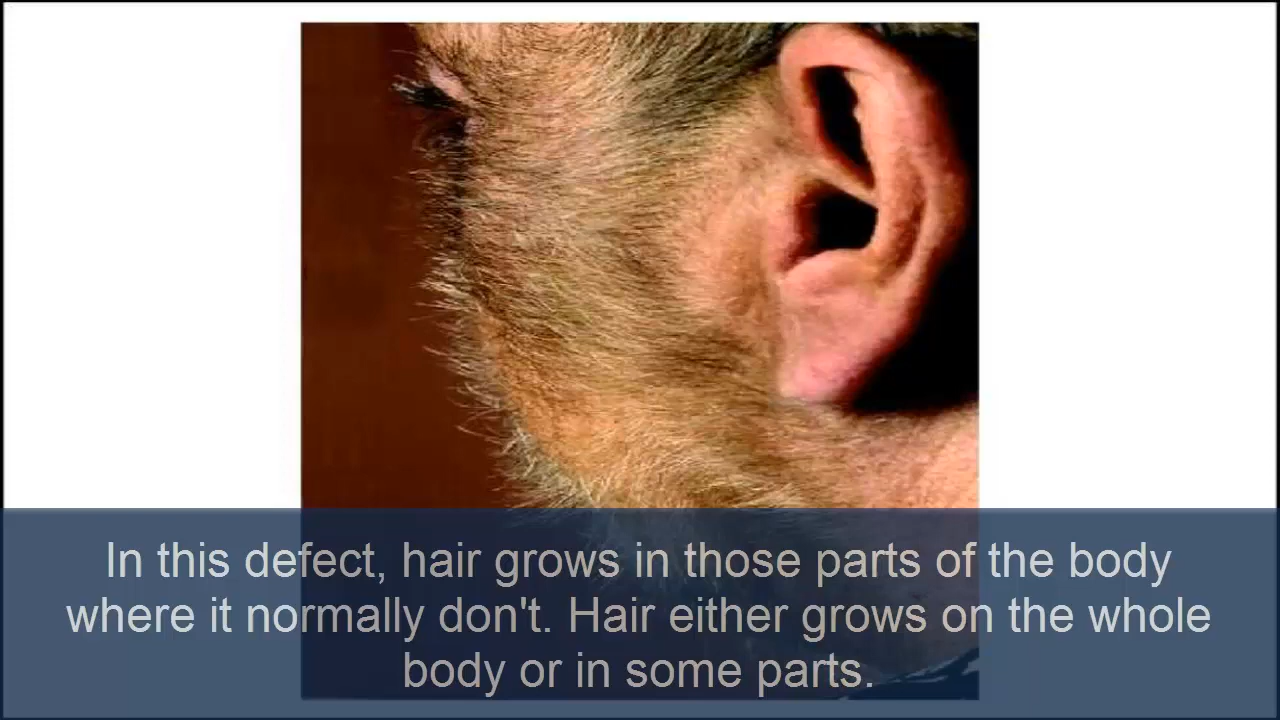 In this defect, hair grows in those parts of the body
where it normally don't. Hair either grows on the whole
body or in some parts.